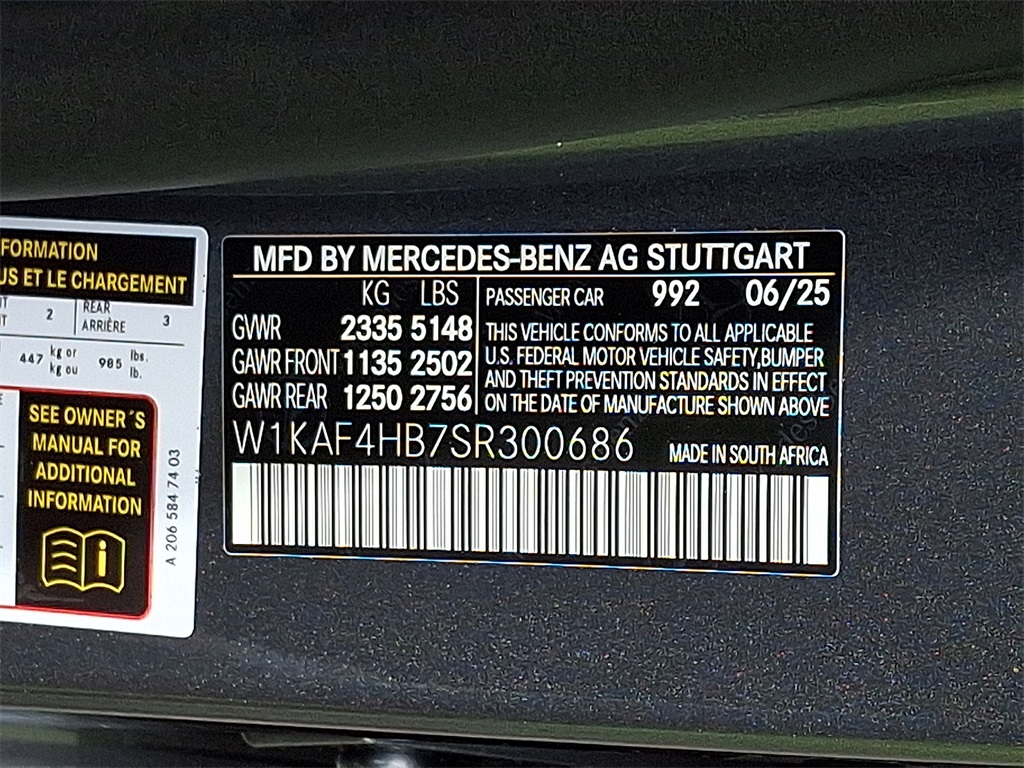 FORMATION
US ET LE CHARGEMENT
2
REAR
ARRIÈRE
3
447 kg or
kg ou
985 lbs.
lb.
SEE OWNER´S
MANUAL FOR
ADDITIONAL
INFORMATION
A 206 584 74 03
MFD BY MERCEDES-BENZ AG STUTTGART
KG LBS
GVWR 2335 5148
GAWR FRONT 1135 2502
GAWR REAR 1250 2756
PASSENGER CAR 992 06/25
THIS VEHICLE CONFORMS TO ALL APPLICABLE
U.S. FEDERAL MOTOR VEHICLE SAFETY,BUMPER
AND THEFT PREVENTION STANDARDS IN EFFECT
ON THE DATE OF MANUFACTURE SHOWN ABOVE
W1KAF4HB7SR300686
MADE IN SOUTH AFRICA